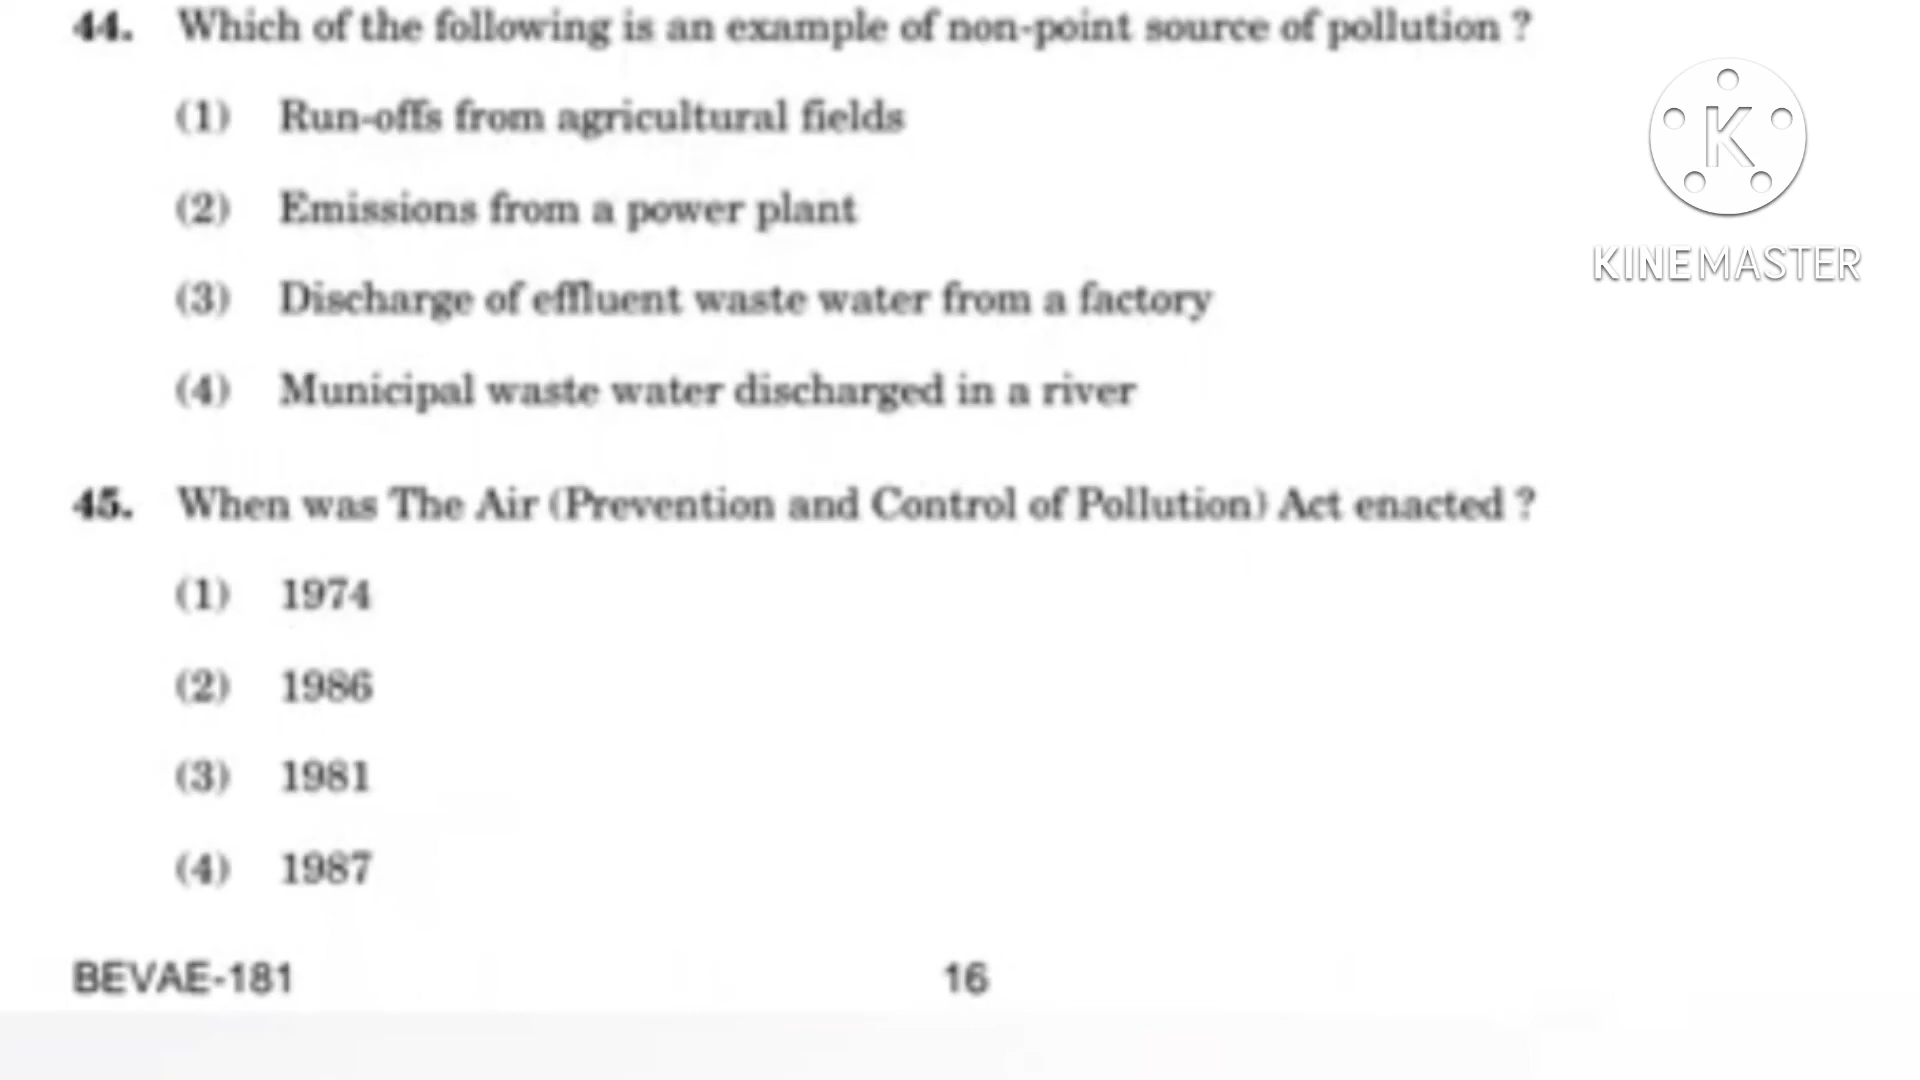 44. Which of the following is an example of non-point source of pollution ?
(1) Run-offs from agricultural fields
(2) Emissions from a power plant
(3) Discharge of effluent waste water from a factory
(4) Municipal waste water discharged in a river
45. When was The Air (Prevention and Control of Pollution) Act enacted ?
(1) 1974
(2) 1986
(3) 1981
(4) 1987
BEVAE-181 16
K
KINEMASTER